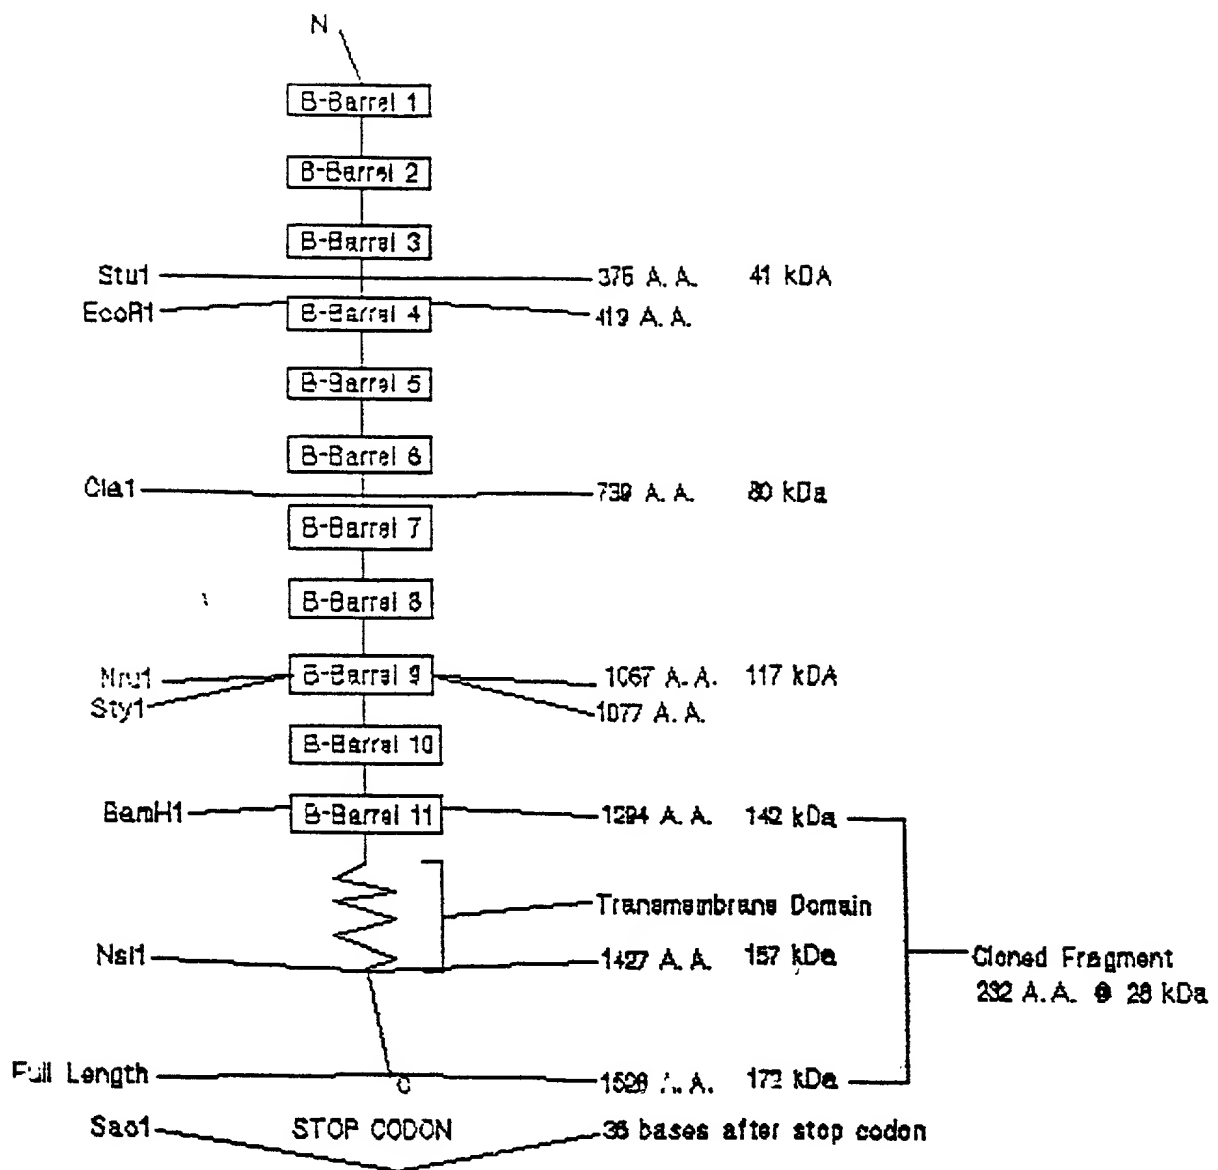 N
B-Barrel 1
B-Barrel 2
B-Barrel 3
Stu1 375 A.A. 41 kDA
EcoR1 B-Barrel 4 419 A.A.
B-Barrel 5
B-Barrel 6
Cla1 739 A.A. 80 kDa
B-Barrel 7
B-Barrel 8
Nru1 B-Barrel 9 1067 A.A. 117 kDA
Sty1 1077 A.A.
B-Barrel 10
BamH1 B-Barrel 11 1294 A.A. 142 kDa
Transmembrane Domain
Nsi1 1427 A.A. 157 kDa
Cloned Fragment
232 A.A. @ 28 kDa
Full Length C 1526 A.A. 172 kDa
Sac1 STOP CODON 36 bases after stop codon